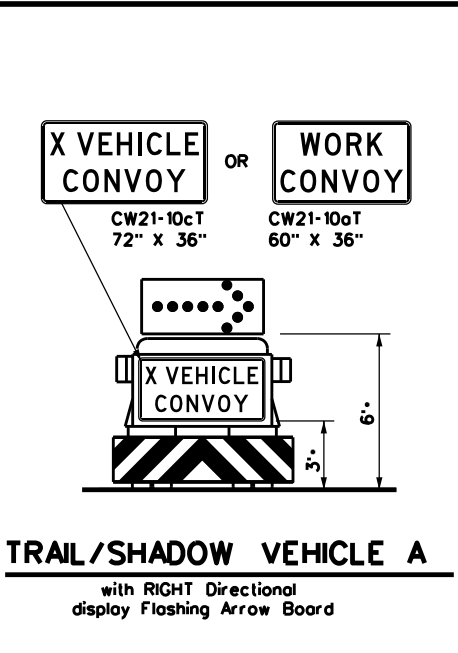 X VEHICLE
CONVOY
OR
WORK
CONVOY
CW21-10cT
72" X 36"
CW21-10aT
60" X 36"
X VEHICLE
CONVOY
6'±
3'±
TRAIL/SHADOW VEHICLE A
with RIGHT Directional
display Flashing Arrow Board